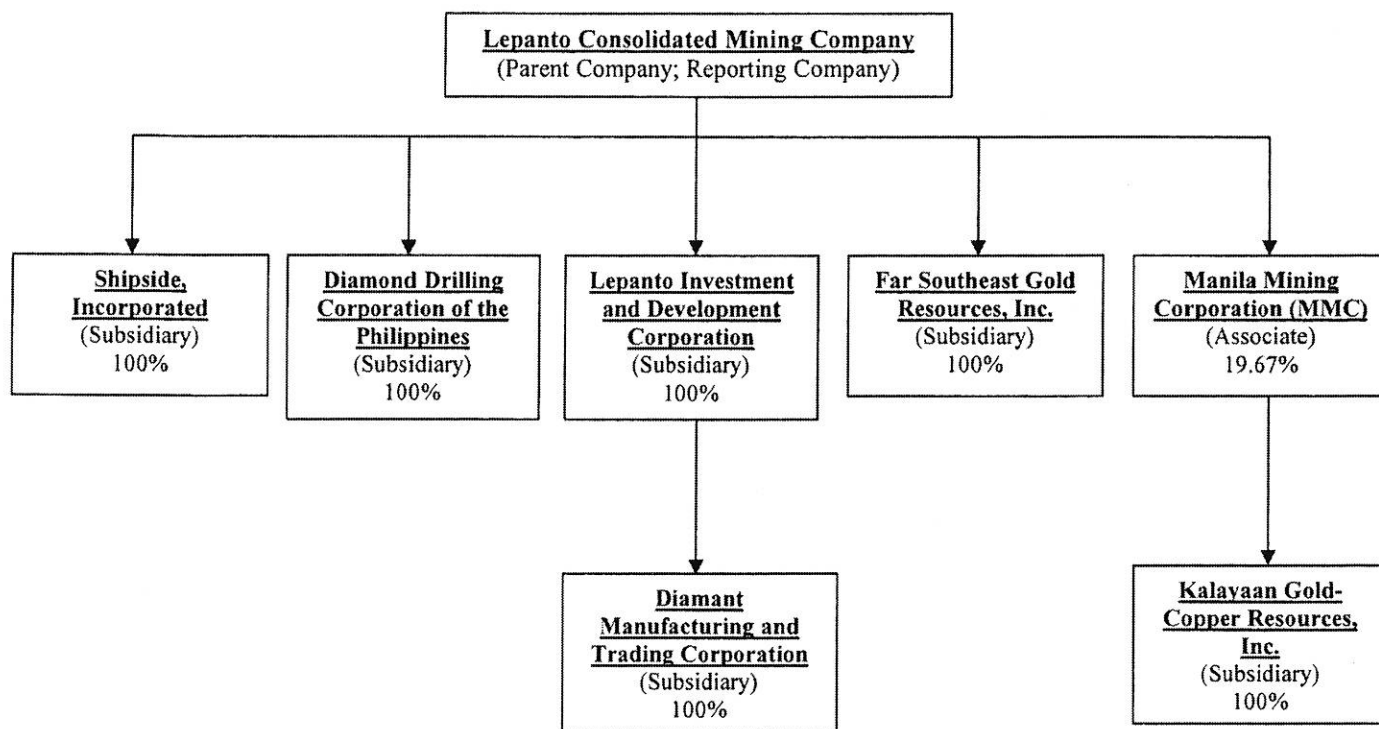 Lepanto Consolidated Mining Company
(Parent Company; Reporting Company)
Shipside,
Incorporated
(Subsidiary)
100%
Diamond Drilling
Corporation of the
Philippines
(Subsidiary)
100%
Lepanto Investment
and Development
Corporation
(Subsidiary)
100%
Far Southeast Gold
Resources, Inc.
(Subsidiary)
100%
Manila Mining
Corporation (MMC)
(Associate)
19.67%
Diamant
Manufacturing and
Trading Corporation
(Subsidiary)
100%
Kalayaan Gold-
Copper Resources,
Inc.
(Subsidiary)
100%